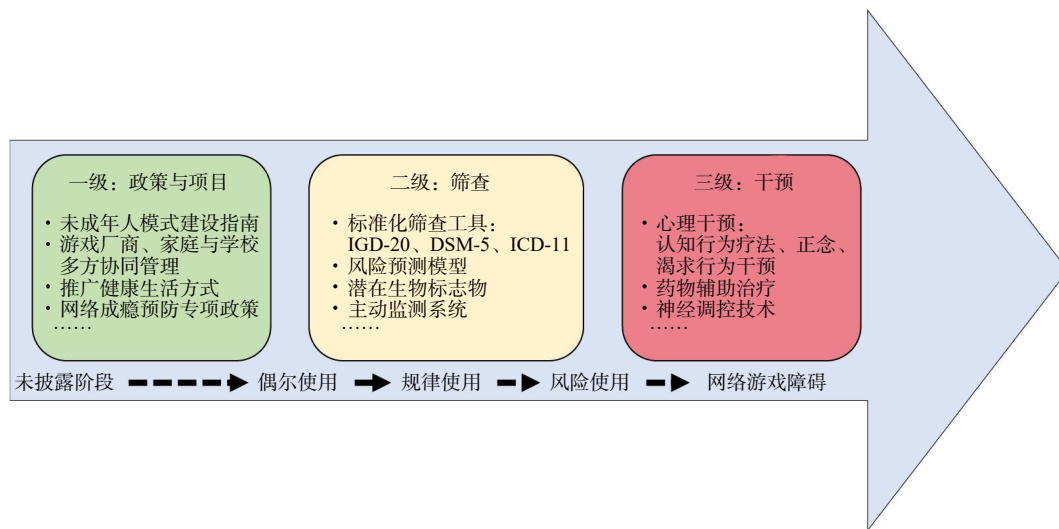 一级：政策与项目
· 未成年人模式建设指南
· 游戏厂商、家庭与学校
多方协同管理
· 推广健康生活方式
· 网络成瘾预防专项政策
……
二级：筛查
· 标准化筛查工具：
IGD-20、DSM-5、ICD-11
· 风险预测模型
· 潜在生物标志物
· 主动监测系统
……
三级：干预
· 心理干预：
认知行为疗法、正念、
渴求行为干预
· 药物辅助治疗
· 神经调控技术
……
未披露阶段 偶尔使用 规律使用 风险使用 网络游戏障碍